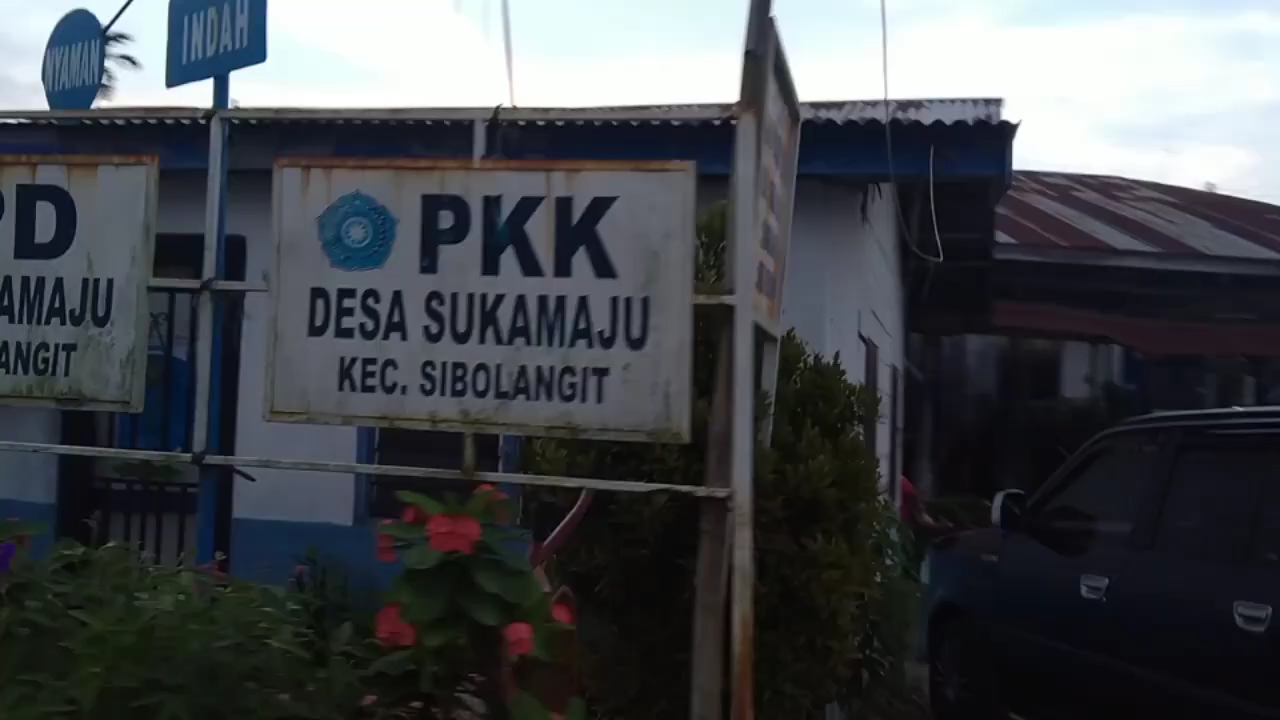 NYAMAN
INDAH
PD
AMAJU
ANGIT
PKK
DESA SUKAMAJU
KEC. SIBOLANGIT